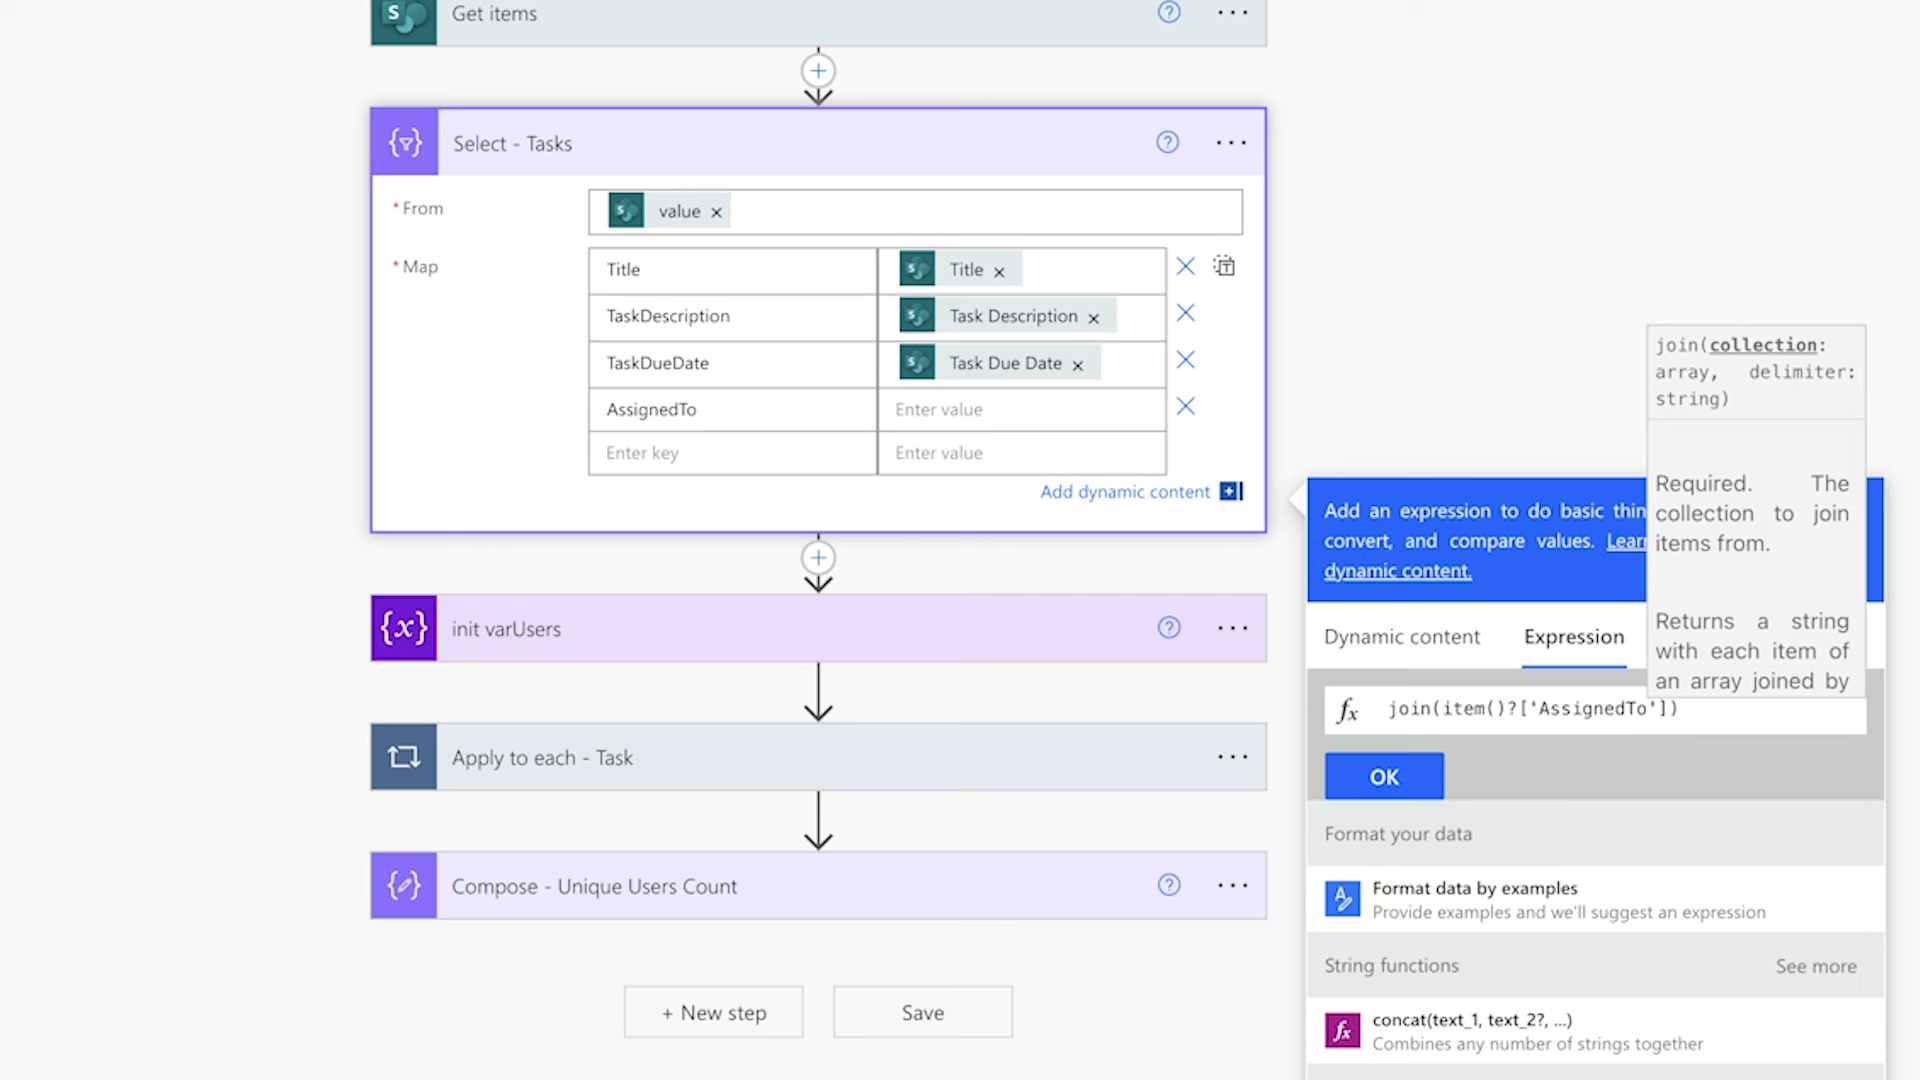 Get items
Select - Tasks
* From
value ×
* Map
Title
Title ×
TaskDescription
Task Description ×
TaskDueDate
Task Due Date ×
AssignedTo
Enter value
Enter key
Enter value
Add dynamic content
init varUsers
Apply to each - Task
Compose - Unique Users Count
+ New step
Save
join(collection:
array, delimiter:
string)
Required. The
collection to join
items from.
Returns a string
with each item of
an array joined by
Add an expression to do basic thin
convert, and compare values. Lear
dynamic content.
Dynamic content
Expression
fx join(item()?['AssignedTo'])
OK
Format your data
Format data by examples
Provide examples and we'll suggest an expression
String functions
See more
fx concat(text_1, text_2?, ...)
Combines any number of strings together